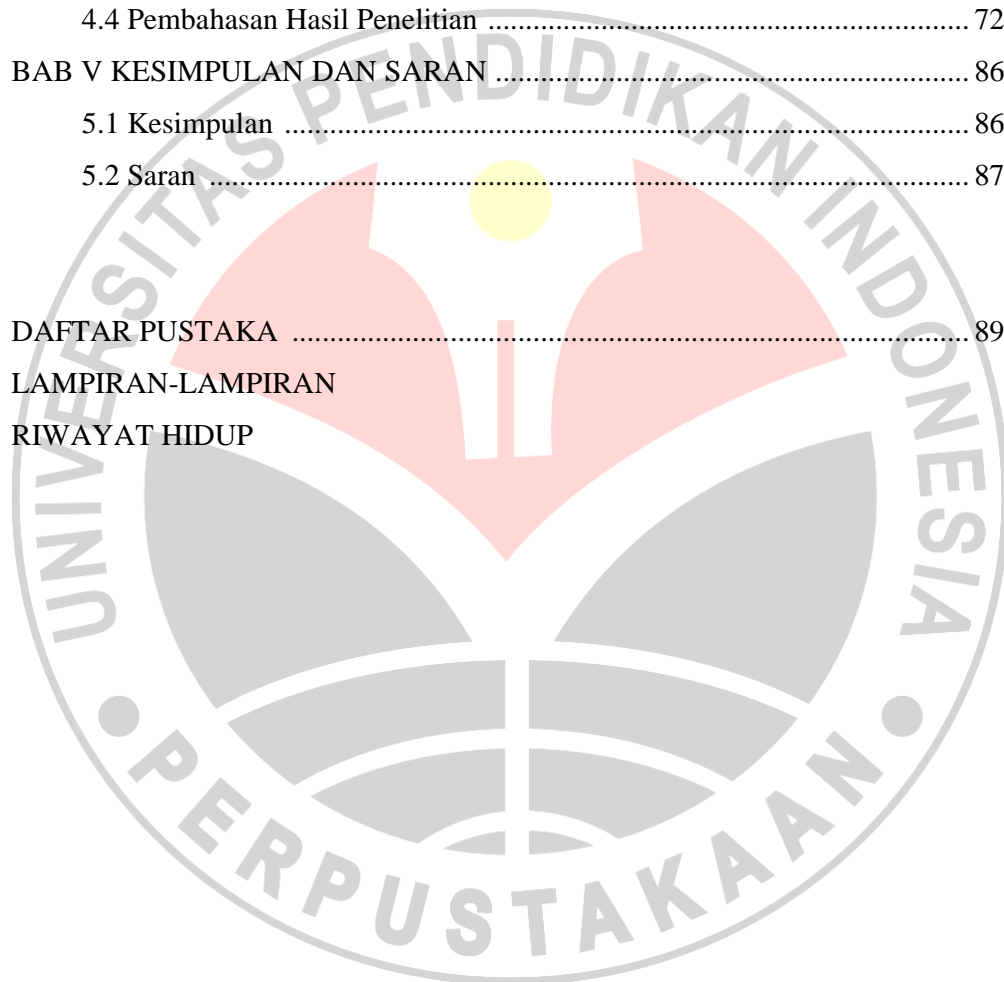 4.4 Pembahasan Hasil Penelitian ........................................................................... 72
BAB V KESIMPULAN DAN SARAN ........................................................................ 86
5.1 Kesimpulan ........................................................................................................ 86
5.2 Saran ................................................................................................................... 87
DAFTAR PUSTAKA ....................................................................................................... 89
LAMPIRAN-LAMPIRAN
RIWAYAT HIDUP
UNIVERSITAS PENDIDIKAN INDONESIA
PERPUSTAKAAN